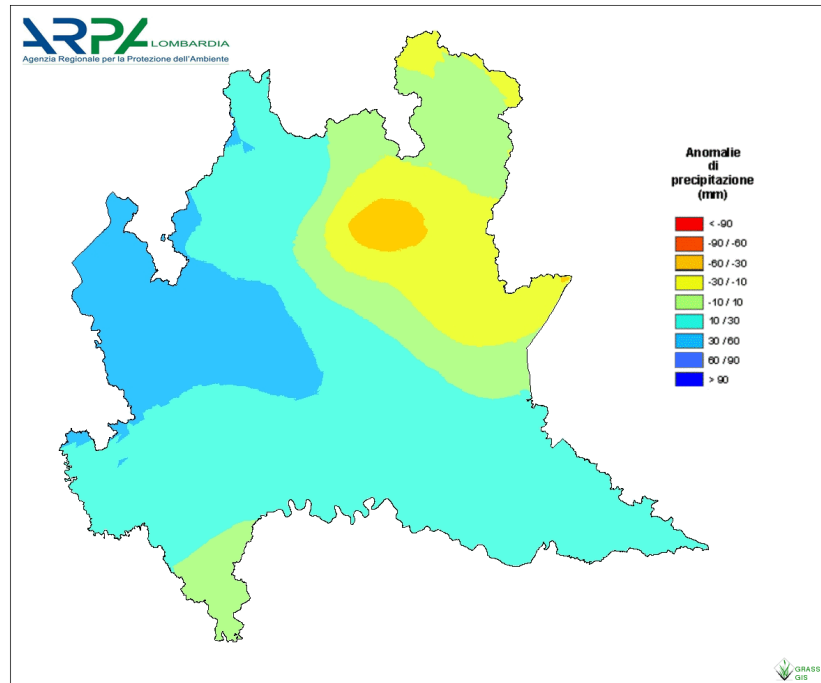 ARPA LOMBARDIA
Agenzia Regionale per la Protezione dell'Ambiente
Anomalie
di
precipitazione
(mm)
< -90
-90 / -60
-60 / -30
-30 / -10
-10 / 10
10 / 30
30 / 60
60 / 90
> 90
GRASS
GIS